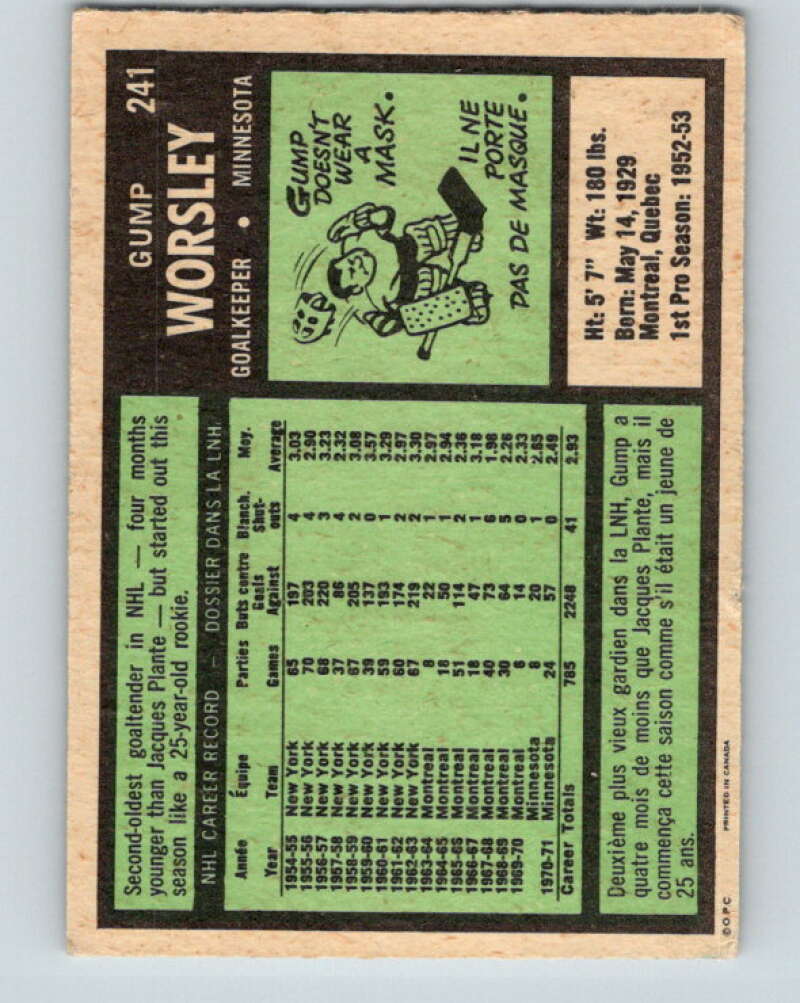 GUMP 241
WORSLEY
GOALKEEPER • MINNESOTA
GUMP
DOESN'T
WEAR
A
MASK.
IL NE
PORTE
PAS DE MASQUE.
Ht: 5' 7" Wt: 180 lbs.
Born: May 14, 1929
Montreal, Quebec
1st Pro Season: 1952-53
Second-oldest goaltender in NHL — four months
younger than Jacques Plante — but started out this
season like a 25-year-old rookie.
NHL CAREER RECORD — DOSSIER DANS LA LNH
Année Équipe Parties Buts contre Blanch. Moy.
Year Team Games Goals Against Shut-outs Average
1954-55 New York 65 197 4 3.03
1955-56 New York 70 203 4 2.90
1956-57 New York 68 220 3 3.23
1957-58 New York 37 86 4 2.32
1958-59 New York 67 205 2 3.08
1959-60 New York 39 137 0 3.57
1960-61 New York 59 193 1 3.29
1961-62 New York 60 174 2 2.97
1962-63 New York 67 219 2 3.30
1963-64 Montreal 8 22 1 2.97
1964-65 Montreal 18 50 1 2.94
1965-66 Montreal 51 114 2 2.36
1966-67 Montreal 18 47 1 3.18
1967-68 Montreal 40 73 6 1.98
1968-69 Montreal 30 64 5 2.26
1969-70 Montreal 6 14 0 2.33
Minnesota 8 20 1 2.65
1970-71 Minnesota 24 57 0 2.49
Career Totals 785 2248 41 2.93
Deuxième plus vieux gardien dans la LNH, Gump a
quatre mois de moins que Jacques Plante, mais il
commença cette saison comme s'il était un jeune de
25 ans.
©O.P.C. PRINTED IN CANADA